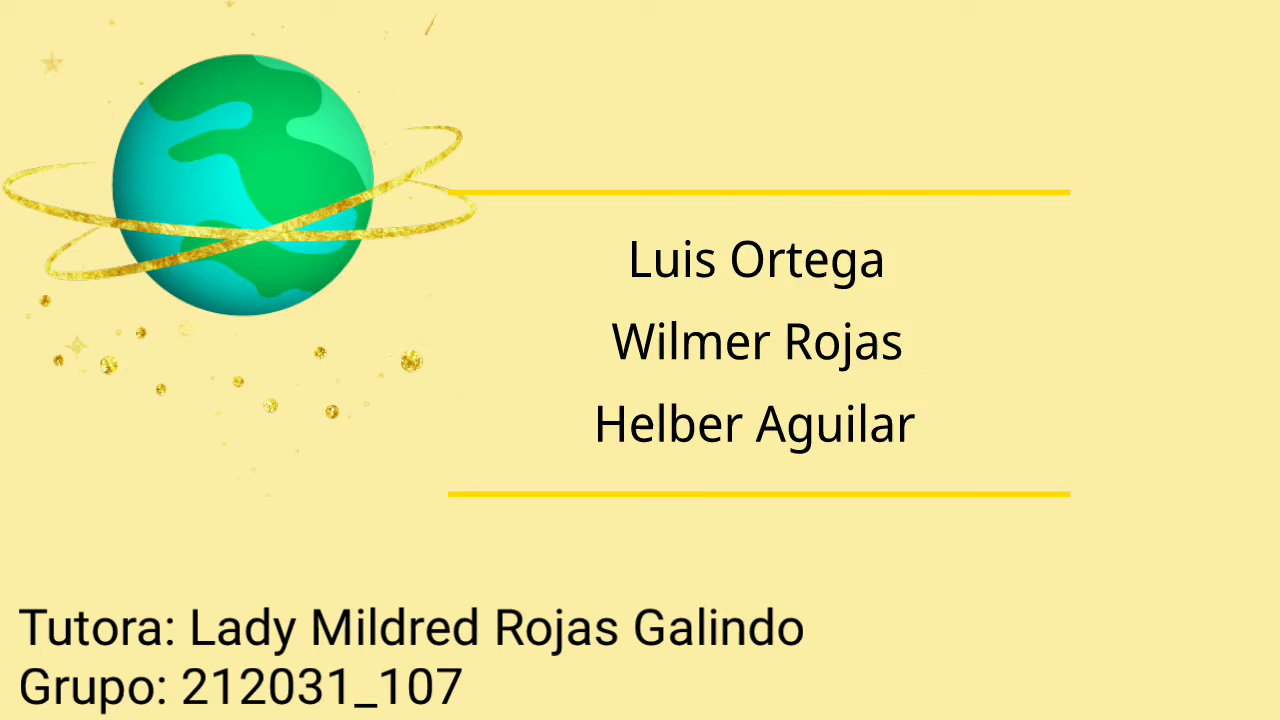 Luis Ortega
Wilmer Rojas
Helber Aguilar
Tutora: Lady Mildred Rojas Galindo
Grupo: 212031_107